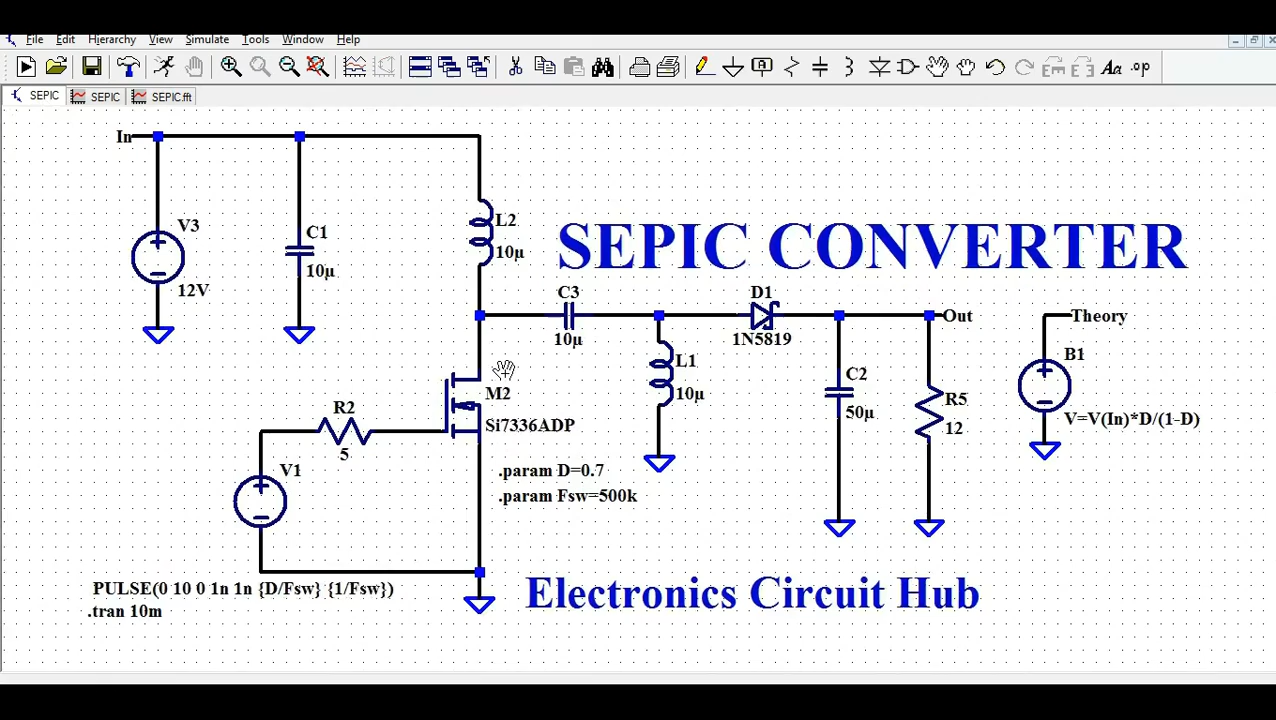 File Edit Hierarchy View Simulate Tools Window Help
Aa .op
SEPIC SEPIC SEPIC.fft
In
V3
12V
C1
10µ
L2
10µ
SEPIC CONVERTER
C3
10µ
D1
1N5819
Out
Theory
L1
10µ
C2
50µ
R5
12
B1
V=V(In)*D/(1-D)
M2
Si7336ADP
R2
5
V1
.param D=0.7
.param Fsw=500k
PULSE(0 10 0 1n 1n {D/Fsw} {1/Fsw})
.tran 10m
Electronics Circuit Hub